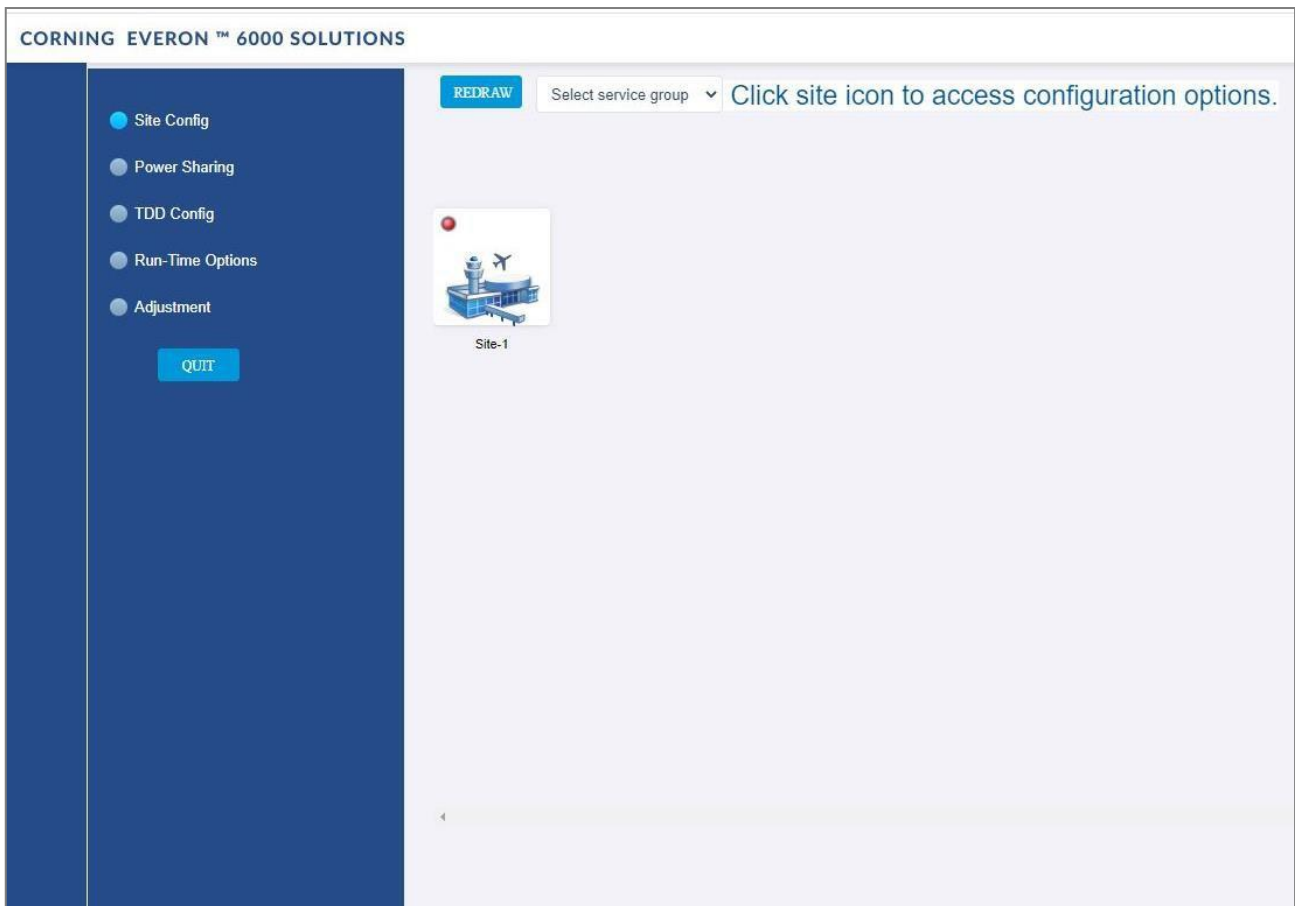 CORNING EVERON ™ 6000 SOLUTIONS
REDRAW
Select service group
Click site icon to access configuration options.
Site Config
Power Sharing
TDD Config
Run-Time Options
Adjustment
QUIT
Site-1